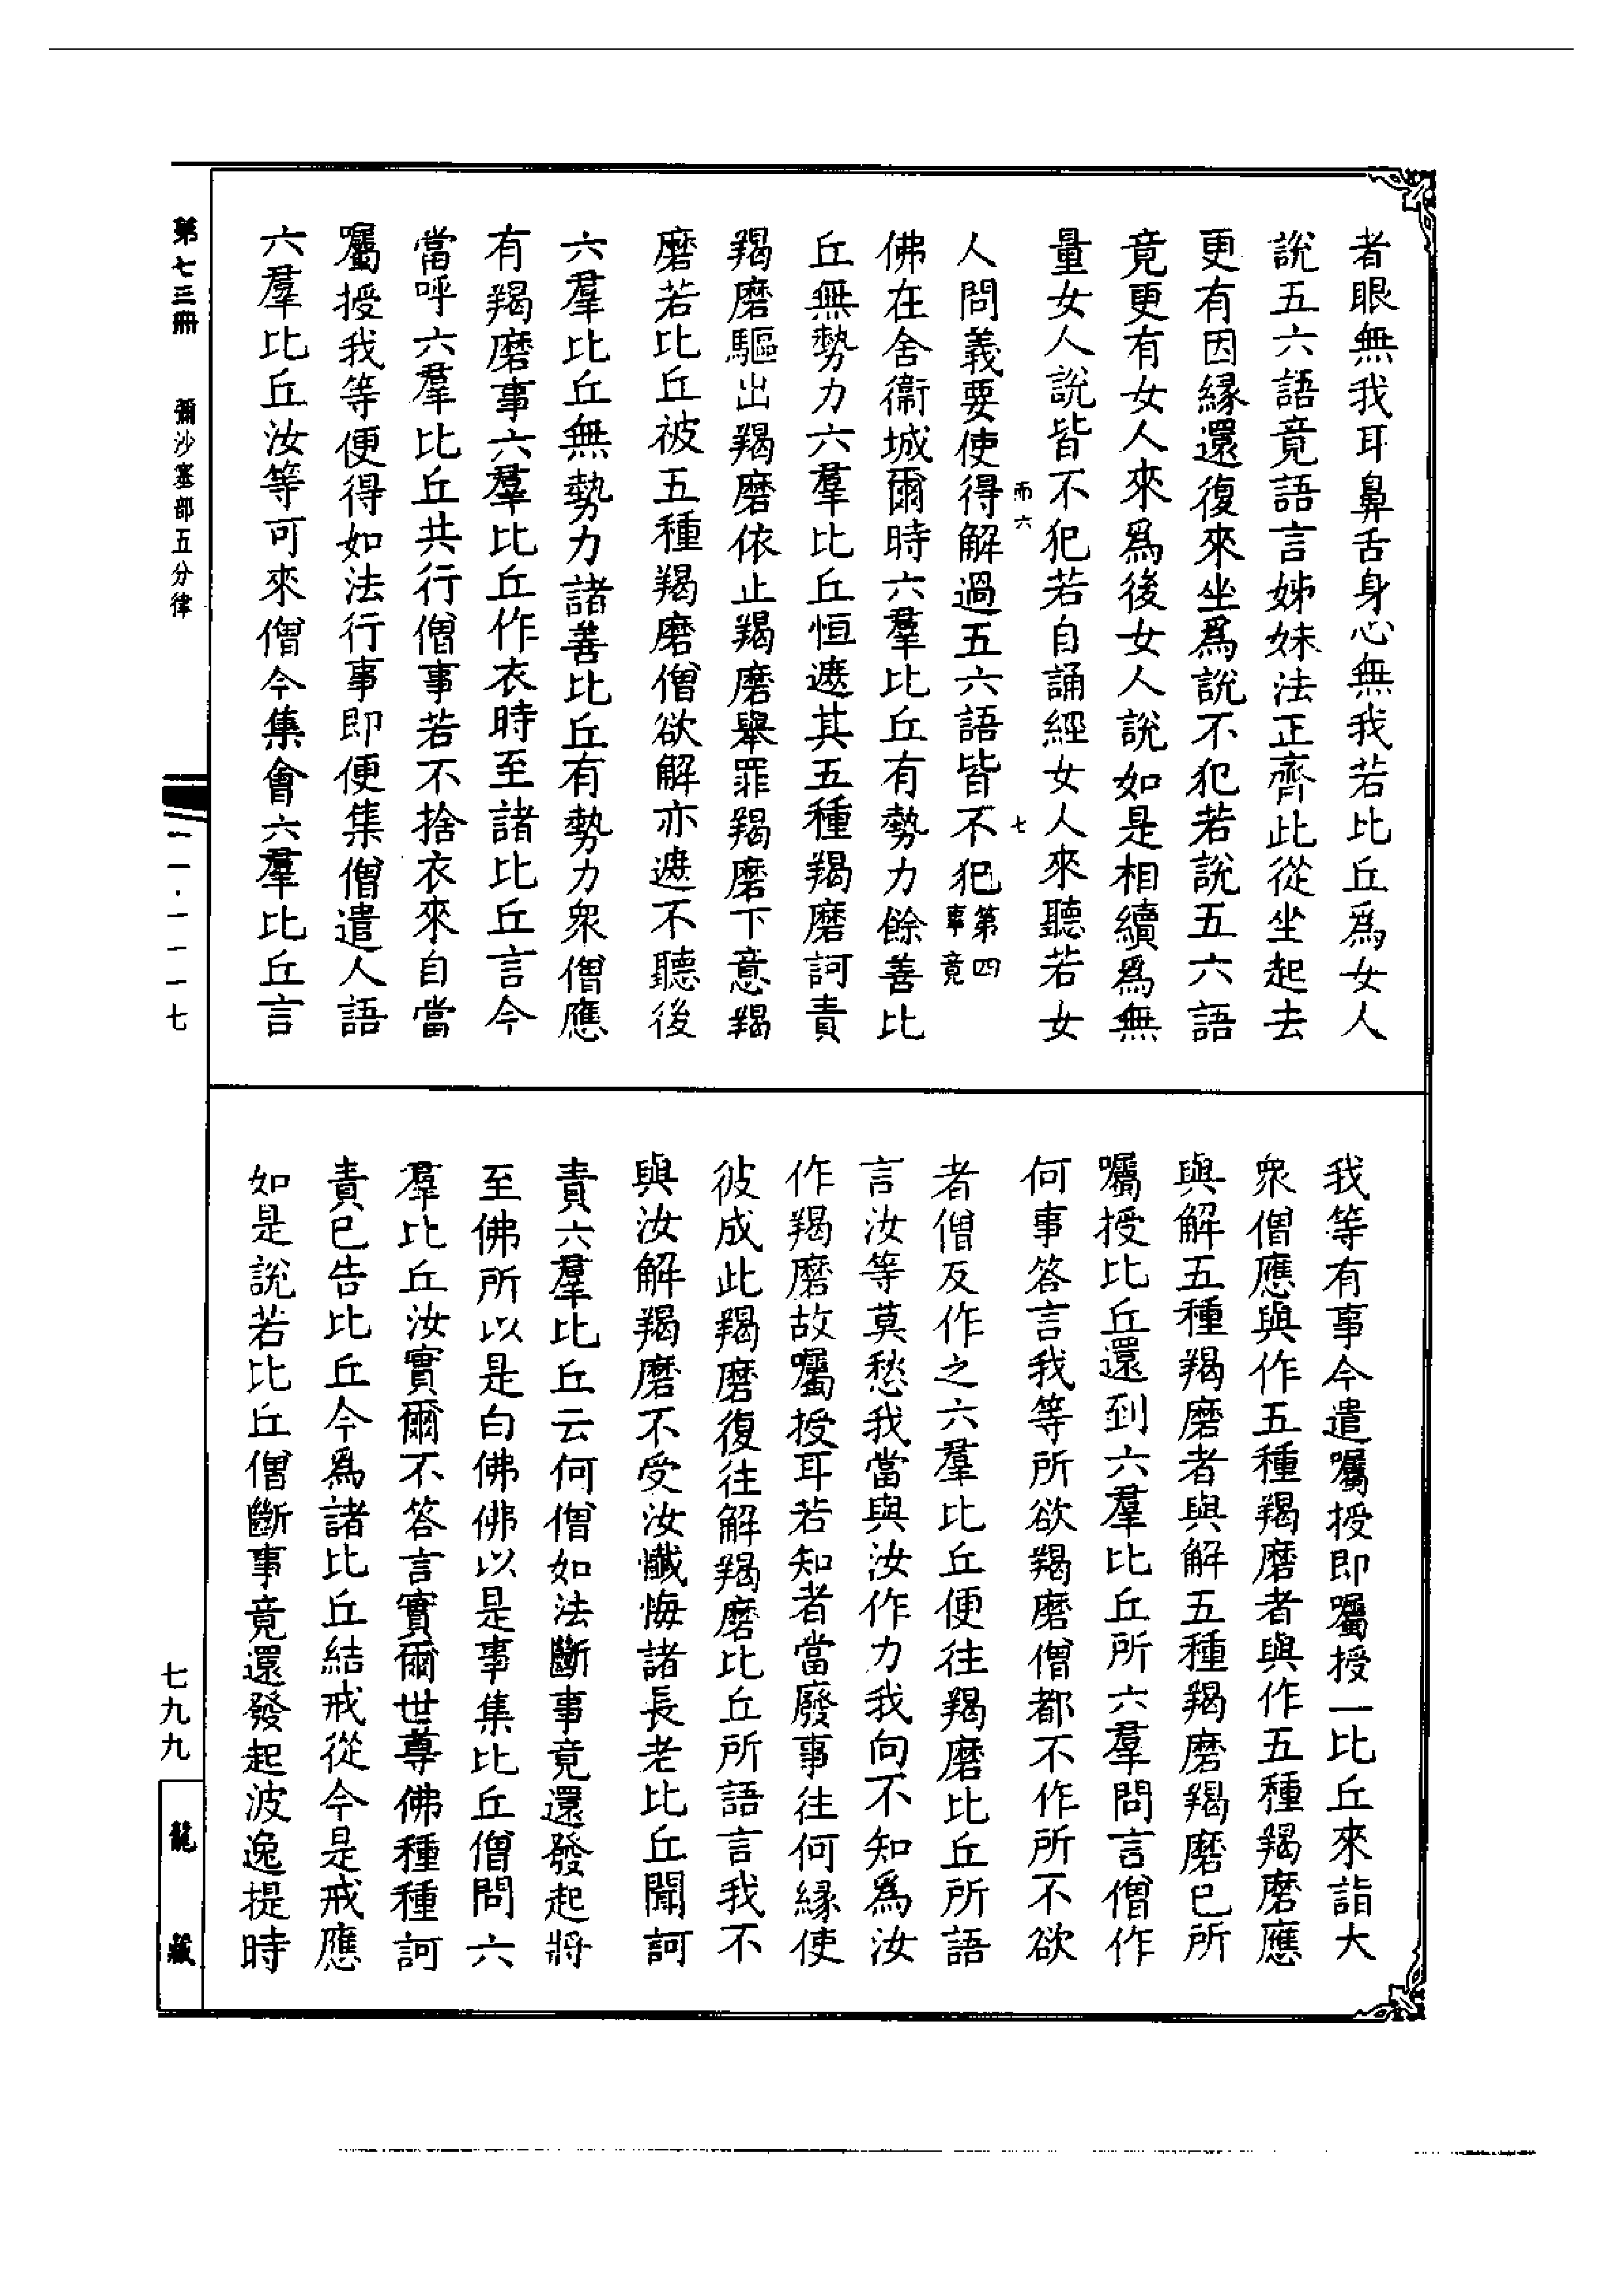 者眼無我耳鼻舌身心無我若比丘爲女人
說五六語竟語言姊妹法正齊此從坐起去
更有因縁還復來坐爲說不犯若說五六語
竟更有女人來爲後女人說如是相續爲無
量女人說皆不犯若自誦經女人來聽若女
雨六 七
人問義要使得解過五六語皆不犯第四事竟
佛在舍衞城爾時六羣比丘有勢力餘善比
丘無勢力六羣比丘恒遮其五種羯磨訶責
羯磨驅出羯磨依止羯磨舉罪羯磨下意羯
磨若比丘被五種羯磨僧欲解亦遮不聽後
六羣比丘無勢力諸善比丘有勢力衆僧應
有羯磨事六羣比丘作衣時至諸比丘言今
當呼六羣比丘共行僧事若不捨衣來自當
囑授我等便得如法行事即便集僧遣人語
六羣比丘汝等可來僧今集會六羣比丘言
我等有事今遣囑授即囑授一比丘來詣大
衆僧應與作五種羯磨者與作五種羯磨應
與解五種羯磨者與解五種羯磨羯磨已所
囑授比丘還到六羣比丘所六羣問言僧作
何事答言我等所欲羯磨僧都不作所不欲
者僧反作之六羣比丘便往羯磨比丘所語
言汝等莫愁我當與汝作力我向不知爲汝
作羯磨故囑授耳若知者當廢事往何縁使
彼成此羯磨復往解羯磨比丘所語言我不
與汝解羯磨不受汝懺悔諸長老比丘聞訶
責六羣比丘云何僧如法斷事竟還發起將
至佛所以是白佛佛以是事集比丘僧問六
羣比丘汝實爾不答言實爾世尊佛種種訶
責已告比丘今爲諸比丘結戒從今是戒應
如是說若比丘僧斷事竟還發起波逸提時
第七三冊 彌沙塞部五分律
一一·一一一七
七九九
龍藏